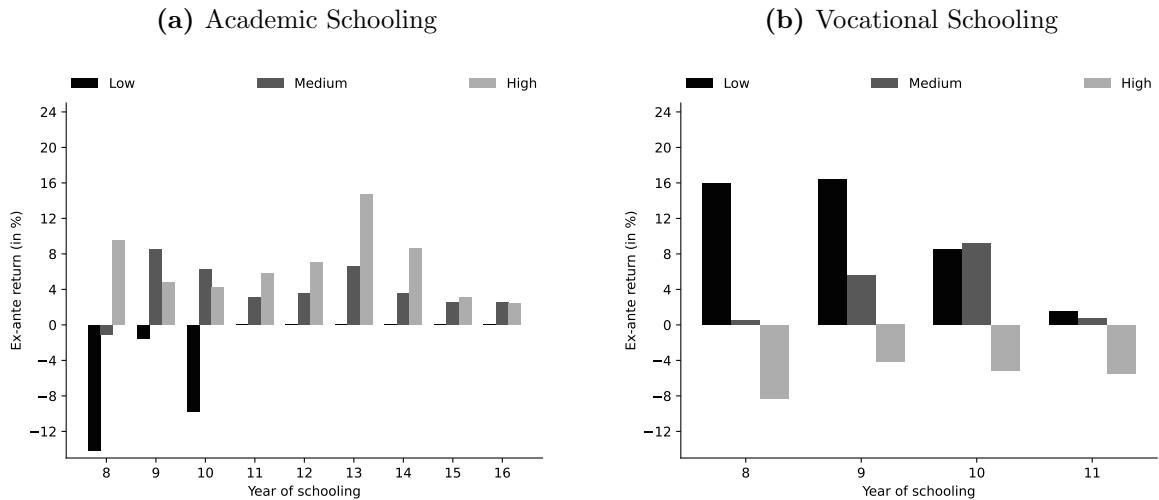 (a) Academic Schooling
Low Medium High
24
20
16
12
8
4
0
−4
−8
−12
Ex-ante return (in %)
8 9 10 11 12 13 14 15 16
Year of schooling
(b) Vocational Schooling
Low Medium High
24
20
16
12
8
4
0
−4
−8
−12
Ex-ante return (in %)
8 9 10 11
Year of schooling